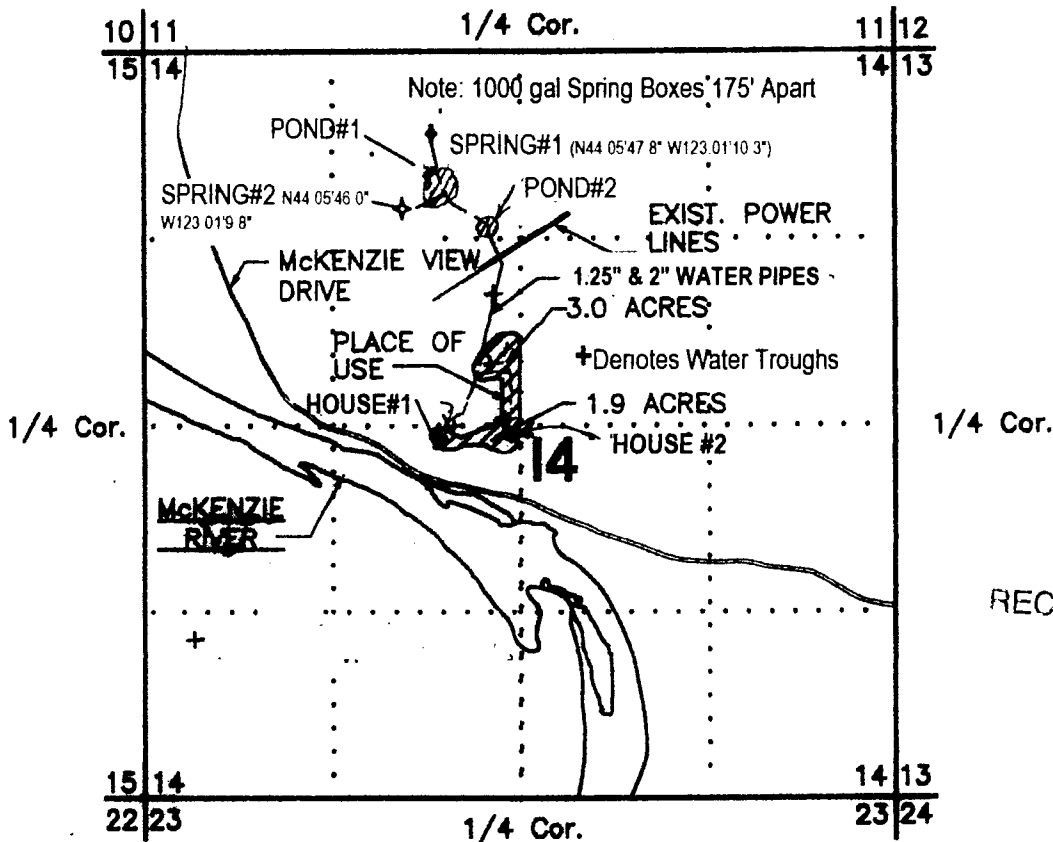 10 11
1/4 Cor.
11 12
15 14
14 13
Note: 1000 gal Spring Boxes 175' Apart
POND#1
SPRING#1 (N44 05'47 8" W123.01'10 3")
SPRING#2 N44 05'46 0"
W123 01'9 8"
POND#2
EXIST. POWER
LINES
McKENZIE VIEW
DRIVE
1.25" & 2" WATER PIPES
3.0 ACRES
PLACE OF
USE
+Denotes Water Troughs
HOUSE#1
1.9 ACRES
1/4 Cor.
1/4 Cor.
HOUSE #2
14
McKENZIE
RIVER
REC
15 14
14 13
22 23
1/4 Cor.
23 24